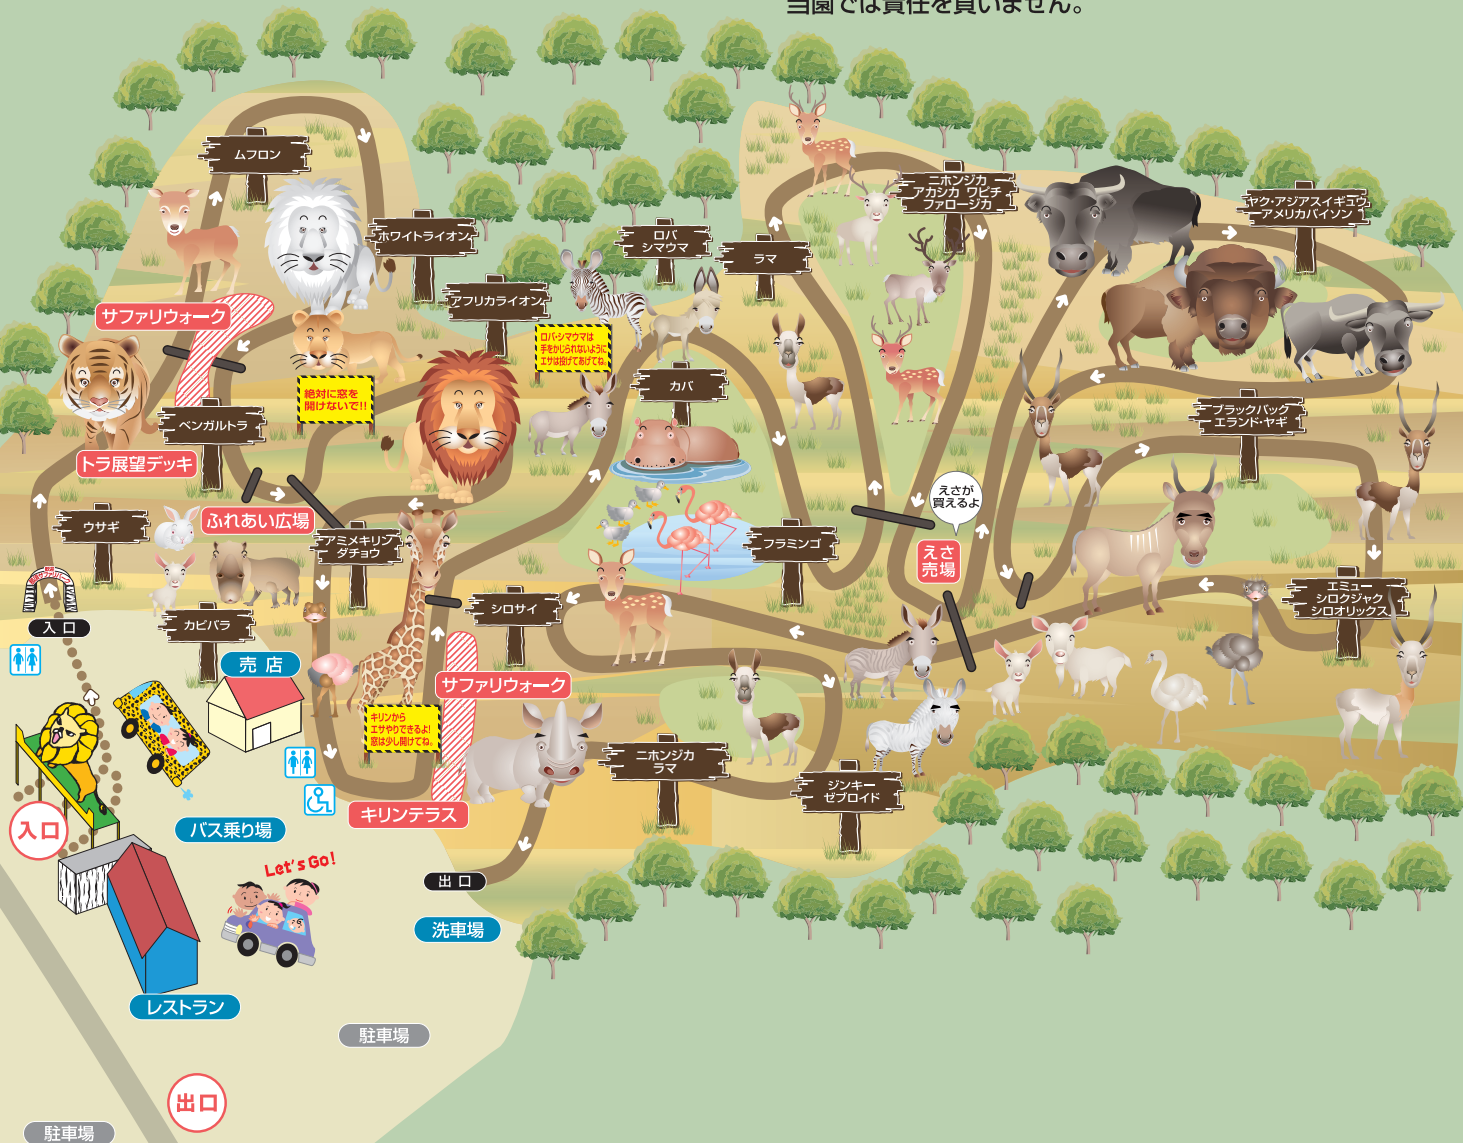 当園では責任を負いません。
ムフロン
ホワイトライオン
アフリカライオン
ロバ
シマウマ
ラマ
ニホンジカ
アカシカ ワピチ
ファロージカ
ヤク・アジアスイギュウ
アメリカバイソン
サファリウォーク
ロバ・シマウマは
手をかじられないように
エサは投げてあげてね。
絶対に窓を
開けないで!!
カバ
ベンガルトラ
トラ展望デッキ
ブラックバック
エランド・ヤギ
えさが
買えるよ
えさ
売場
ウサギ
ふれあい広場
アミメキリン
ダチョウ
フラミンゴ
エミュー
シロクジャク
シロオリックス
入口
カピバラ
シロサイ
売店
サファリウォーク
キリンから
エサやりできるよ!
窓は少し開けてね。
ニホンジカ
ラマ
ジンキー
ゼブロイド
キリンテラス
入口
バス乗り場
Let's Go!
出口
洗車場
レストラン
駐車場
出口
駐車場